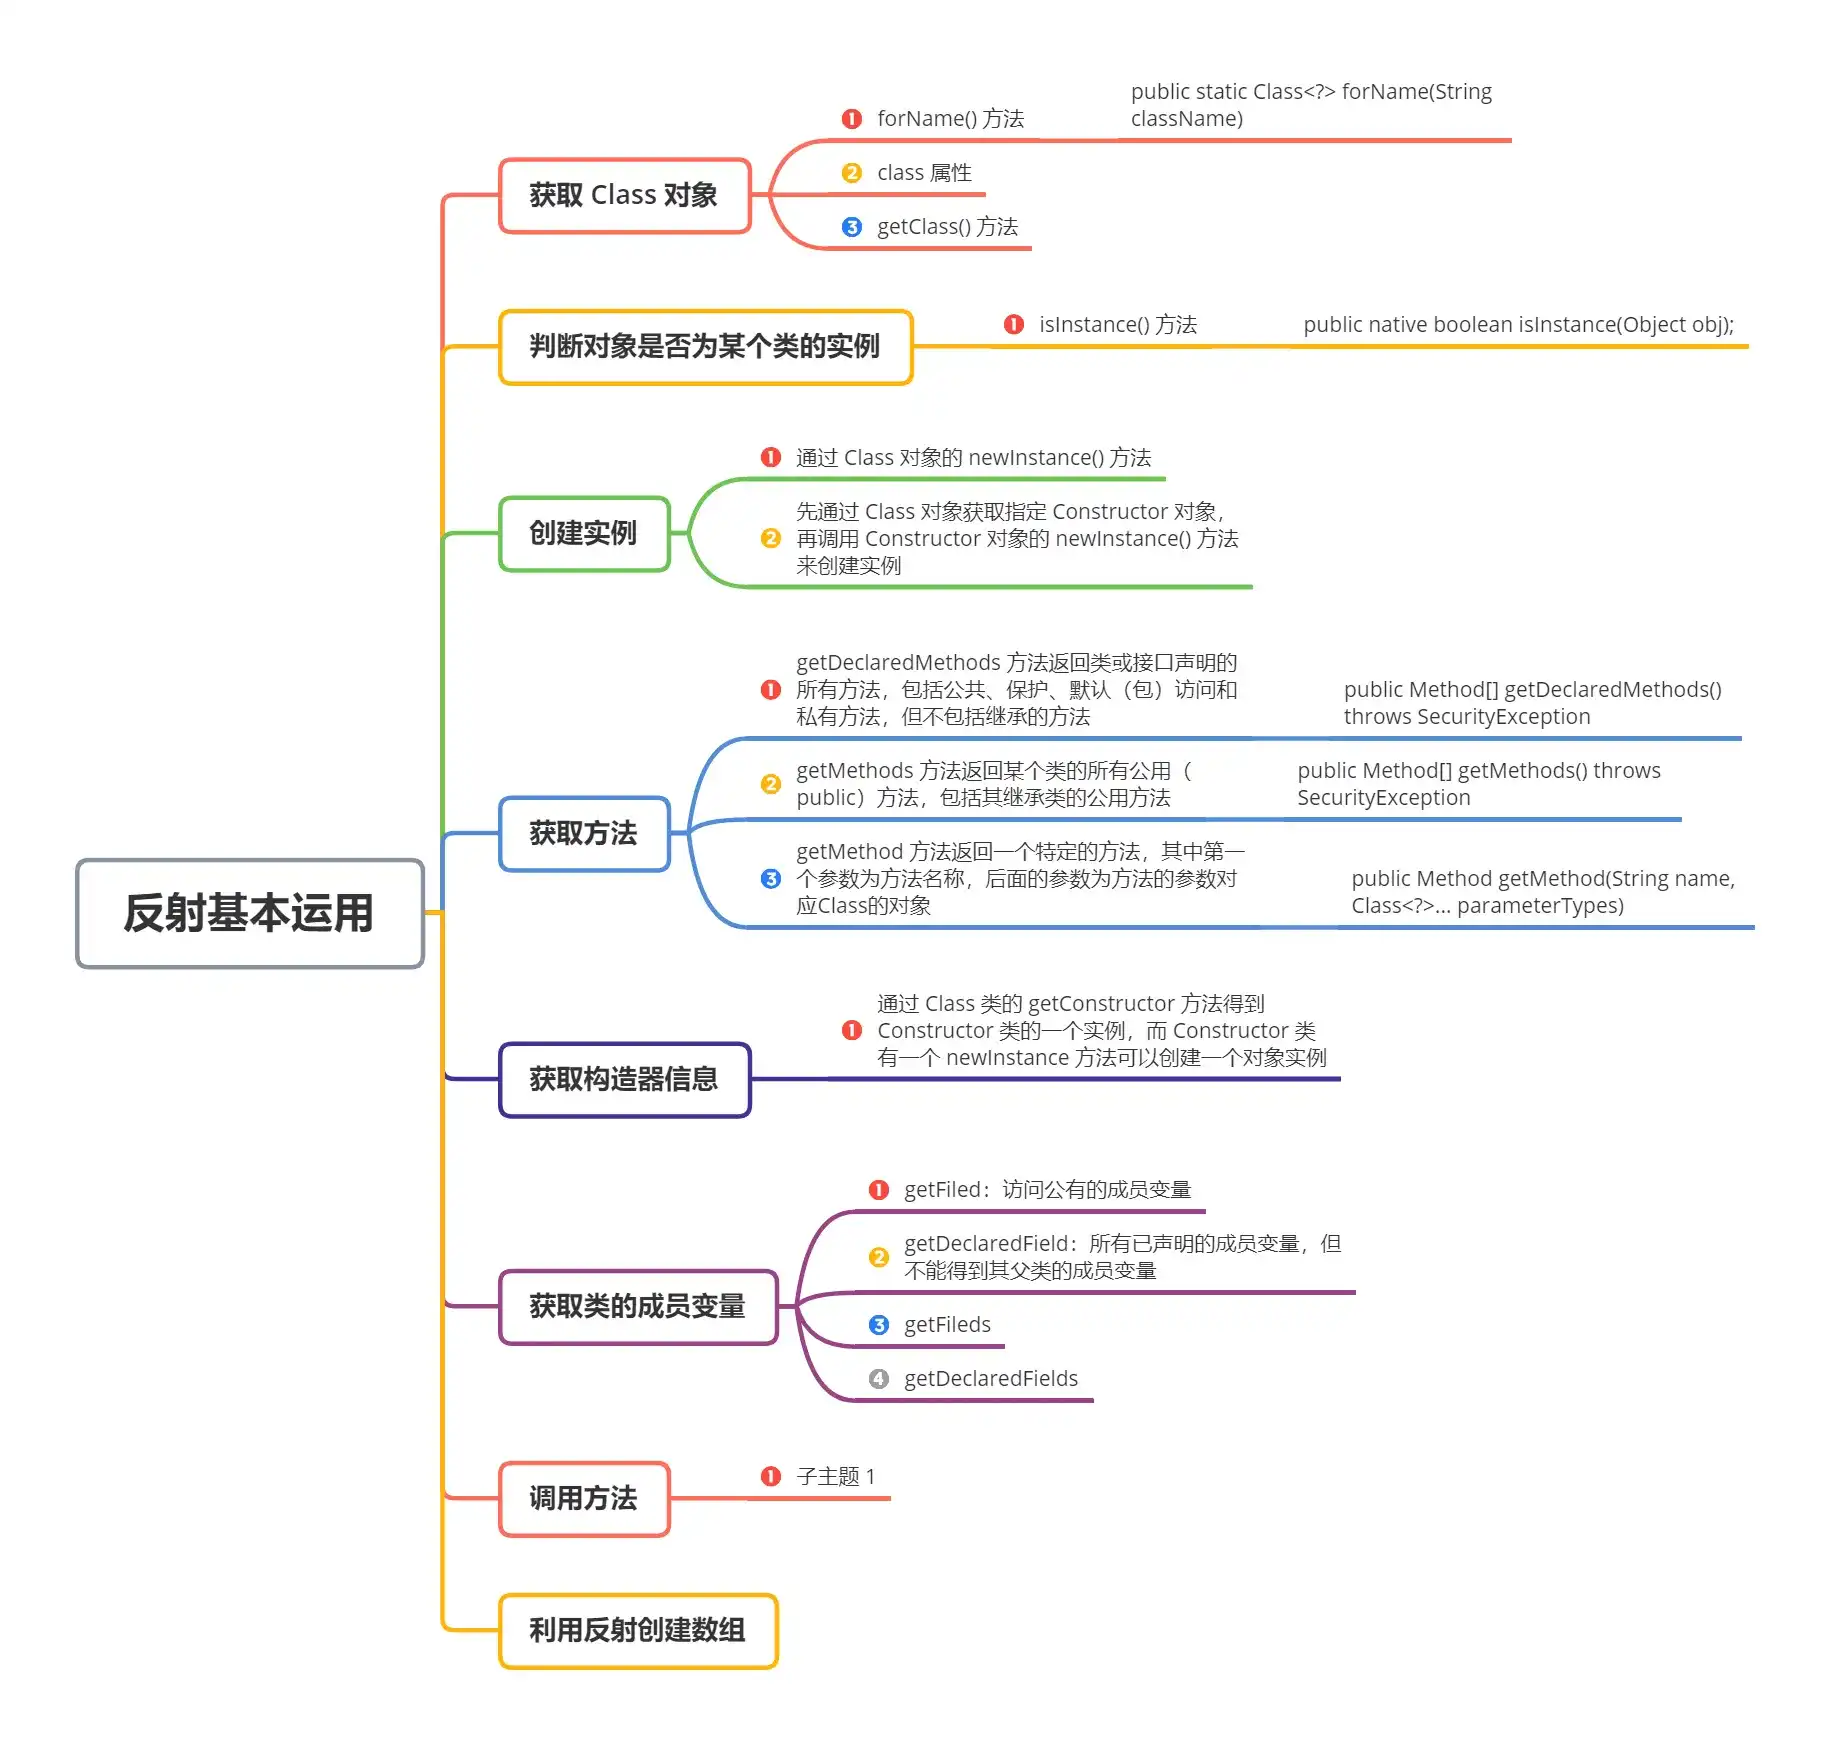 反射基本运用
获取 Class 对象
❶ forName() 方法
public static Class<?> forName(String
className)
❷ class 属性
❸ getClass() 方法
判断对象是否为某个类的实例
❶ isInstance() 方法
public native boolean isInstance(Object obj);
创建实例
❶ 通过 Class 对象的 newInstance() 方法
❷ 先通过 Class 对象获取指定 Constructor 对象，
再调用 Constructor 对象的 newInstance() 方法
来创建实例
获取方法
❶ getDeclaredMethods 方法返回类或接口声明的
所有方法，包括公共、保护、默认（包）访问和
私有方法，但不包括继承的方法
public Method[] getDeclaredMethods()
throws SecurityException
❷ getMethods 方法返回某个类的所有公用（
public）方法，包括其继承类的公用方法
public Method[] getMethods() throws
SecurityException
❸ getMethod 方法返回一个特定的方法，其中第一
个参数为方法名称，后面的参数为方法的参数对
应Class的对象
public Method getMethod(String name,
Class<?>... parameterTypes)
获取构造器信息
❶ 通过 Class 类的 getConstructor 方法得到
Constructor 类的一个实例，而 Constructor 类
有一个 newInstance 方法可以创建一个对象实例
获取类的成员变量
❶ getFiled：访问公有的成员变量
❷ getDeclaredField：所有已声明的成员变量，但
不能得到其父类的成员变量
❸ getFileds
❹ getDeclaredFields
调用方法
❶ 子主题 1
利用反射创建数组